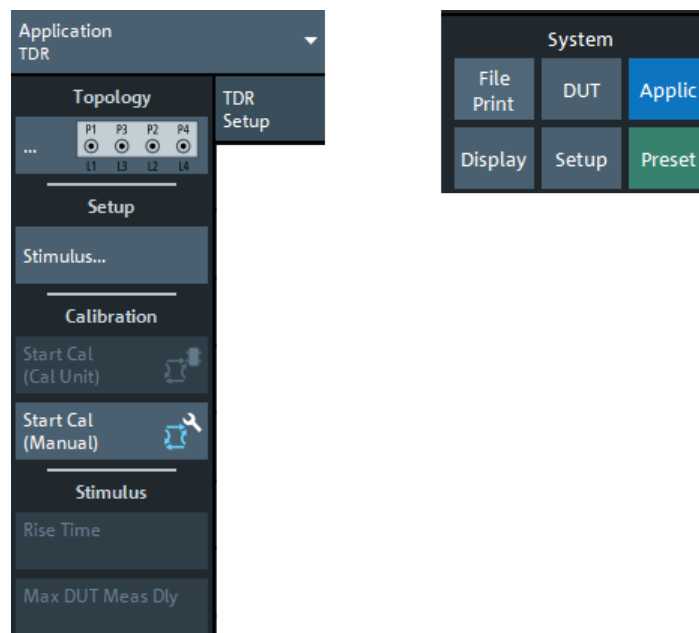 Application
TDR
Topology
...
P1 P3 P2 P4
L1 L3 L2 L4
TDR
Setup
Setup
Stimulus...
Calibration
Start Cal
(Cal Unit)
Start Cal
(Manual)
Stimulus
Rise Time
Max DUT Meas Dly
System
File
Print
DUT
Applic
Display
Setup
Preset